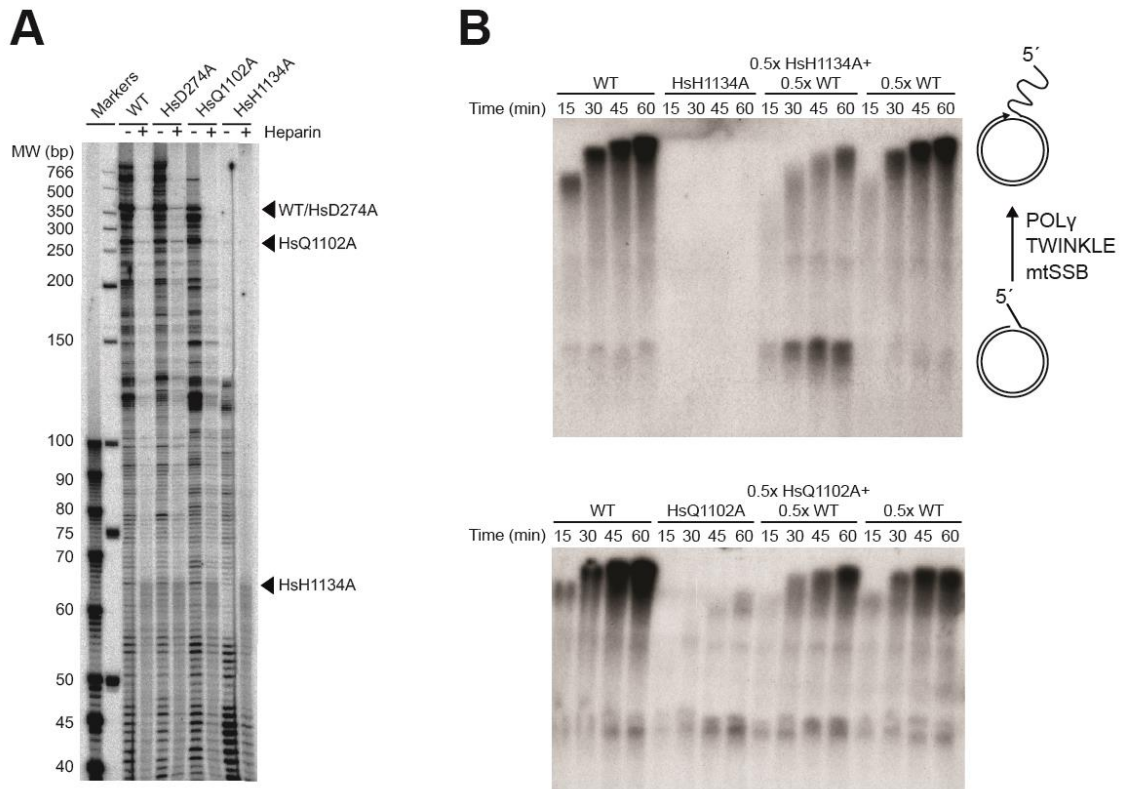 A
Markers WT HsD274A HsQ1102A HsH1134A
- + - + - + - + Heparin
MW (bp)
766
500
350
300
250
200
150
100
90
80
75
70
60
50
45
40
WT/HsD274A
HsQ1102A
HsH1134A
B
0.5x HsH1134A+
WT HsH1134A 0.5x WT 0.5x WT
Time (min) 15 30 45 60 15 30 45 60 15 30 45 60 15 30 45 60
5´
POLγ
TWINKLE
mtSSB
5´
0.5x HsQ1102A+
WT HsQ1102A 0.5x WT 0.5x WT
Time (min) 15 30 45 60 15 30 45 60 15 30 45 60 15 30 45 60